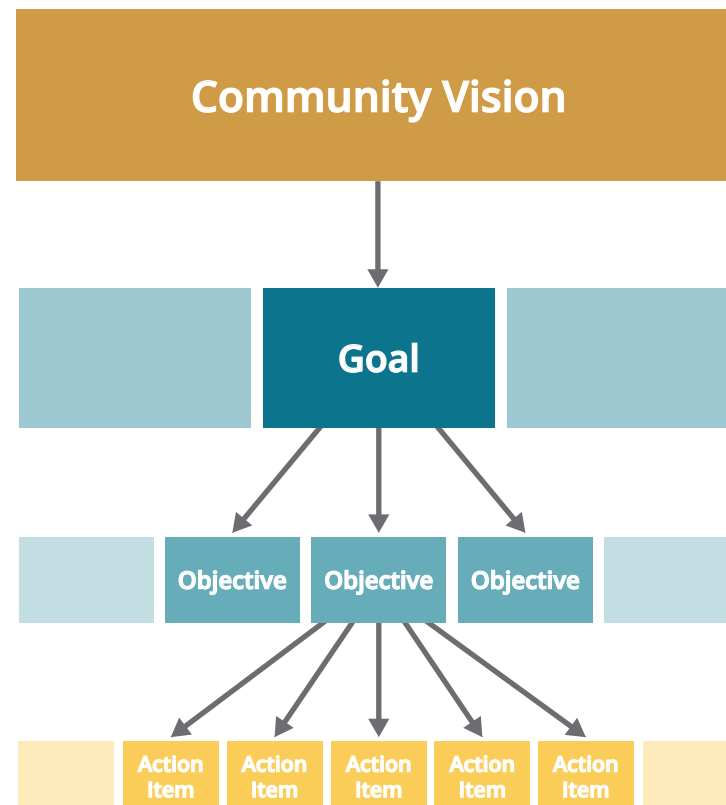 Community Vision
Goal
Objective
Objective
Objective
Action
Item
Action
Item
Action
Item
Action
Item
Action
Item